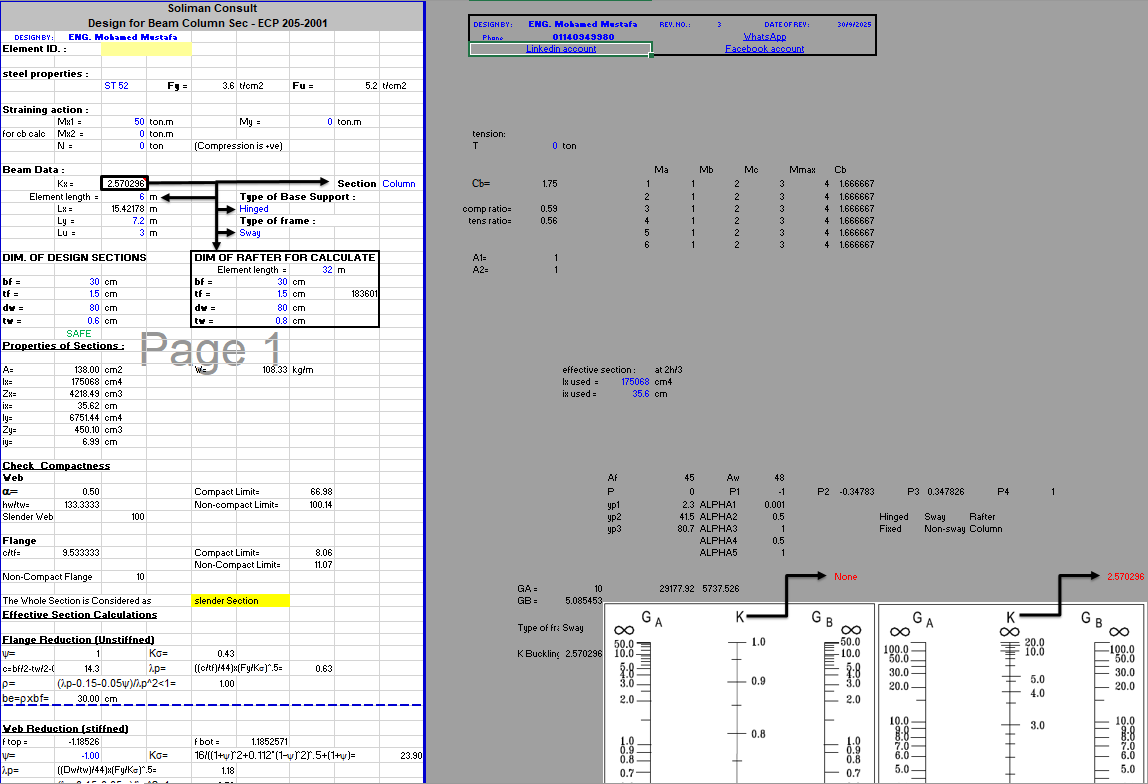 Soliman Consult
Design for Beam Column Sec - ECP 205-2001
DESIGN BY: ENG. Mohamed Mustafa
Element ID. :
steel properties :
ST 52 Fy = 3.6 t/cm2 Fu = 5.2 t/cm2
Straining action :
Mx1 = 50 ton.m My = 0 ton.m
for cb calc Mx2 = 0 ton.m
N = 0 ton (Compression is +ve)
Beam Data :
Kx = 2.570296 Section Column
Element length = 6 m Type of Base Support :
Lx = 15.42178 m Hinged
Ly = 7.2 m Type of frame :
Lu = 3 m Sway
DIM. OF DESIGN SECTIONS DIM OF RAFTER FOR CALCULATE
Element length = 32 m
bf = 30 cm bf = 30 cm
tf = 1.5 cm tf = 1.5 cm 183601
dw = 80 cm dw = 80 cm
tw = 0.6 cm tw = 0.8 cm
SAFE
Page 1
Properties of Sections :
A= 138.00 cm2 W= 108.33 kg/m
Ix= 175068 cm4
Zx= 4218.49 cm3
ix= 35.62 cm
Iy= 6751.44 cm4
Zy= 450.10 cm3
iy= 6.99 cm
Check Compactness
Web
α= 0.50 Compact Limit= 66.98
hw/tw= 133.3333 Non-compact Limit= 100.14
Slender Web 100
Flange
c/tf= 9.533333 Compact Limit= 8.06
Non-Compact Limit= 11.07
Non-Compact Flange 10
The Whole Section is Considered as slender Section
Effective Section Calculations
Flange Reduction (Unstiffned)
ψ= 1 Kσ= 0.43
c=bf/2-tw/2-( 14.3 λp= ((c/tf)/44)x(Fy/Kσ)^.5= 0.63
ρ= (λp-0.15-0.05ψ)/λp^2<1= 1.00
be=ρxbf= 30.00 cm
Web Reduction (stiffned)
f top = -1.18526 f bot = 1.1852571
ψ= -1.00 Kσ= 16/((1+ψ)^2+0.112*(1-ψ)^2)^.5+(1+ψ)= 23.90
λp= ((Dw/tw)/44)x(Fy/Kσ)^.5= 1.18
DESIGN BY: ENG. Mohamed Mustafa REV. NO.: 3 DATE OF REV: 30/9/2025
Phone 01140949980 WhatsApp
Linkedin account Facebook account
tension:
T 0 ton
Ma Mb Mc Mmax Cb
Cb= 1.75 1 1 2 3 4 1.666667
2 1 2 3 4 1.666667
comp ratio= 0.59 3 1 2 3 4 1.666667
tens ratio= 0.56 4 1 2 3 4 1.666667
5 1 2 3 4 1.666667
6 1 2 3 4 1.666667
A1= 1
A2= 1
effective section : at 2h/3
Ix used = 175068 cm4
ix used = 35.6 cm
Af 45 Aw 48
P 0 P1 -1 P2 -0.34783 P3 0.347826 P4 1
yp1 2.3 ALPHA1 0.001
yp2 41.5 ALPHA2 0.5 Hinged Sway Rafter
yp3 80.7 ALPHA3 1 Fixed Non-sway Column
ALPHA4 0.5
ALPHA5 1
None 2.570296
GA = 10 29177.92 5737.526
GB = 5.085453
Type of fra Sway
K Buckling 2.570296
G A K G B
∞ ∞
50.0 1.0 50.0
10.0 10.0
5.0 5.0
4.0 4.0
3.0 0.9 3.0
2.0 2.0
0.8
1.0 1.0
0.9 0.9
0.8 0.8
0.7 0.7
G A K G B
∞ ∞ ∞
100.0 20.0 100.0
50.0 10.0 50.0
30.0 5.0 30.0
20.0 4.0 20.0
10.0 3.0 10.0
9.0 9.0
8.0 8.0
7.0 7.0
6.0 6.0
5.0 5.0